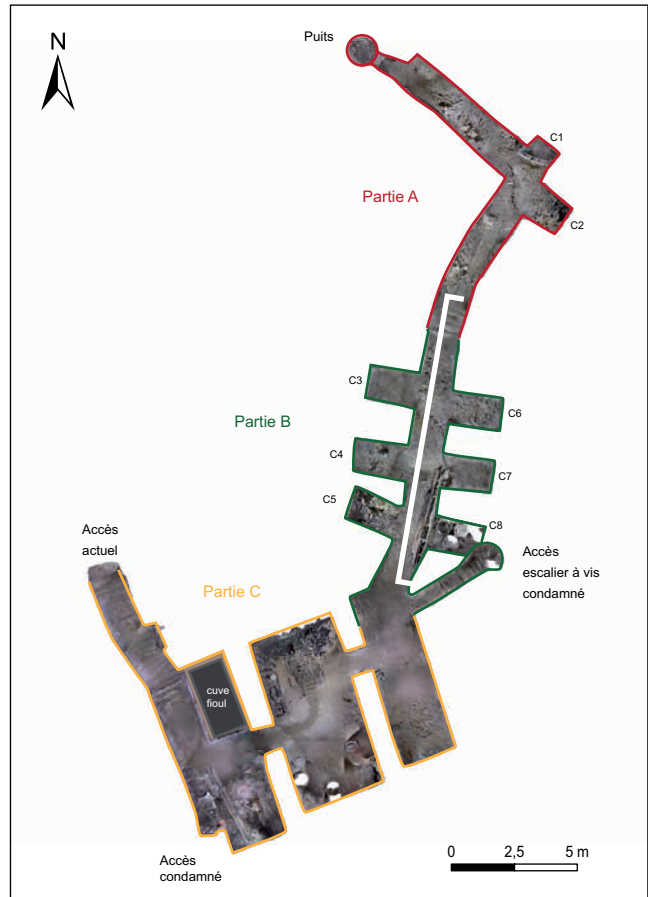 Puits
N
C1
Partie A
C2
C3
C6
Partie B
C4
C7
C5
C8
Accès
actuel
Accès
escalier à vis
condamné
Partie C
cuve
fioul
Accès
condamné
0 2,5 5 m